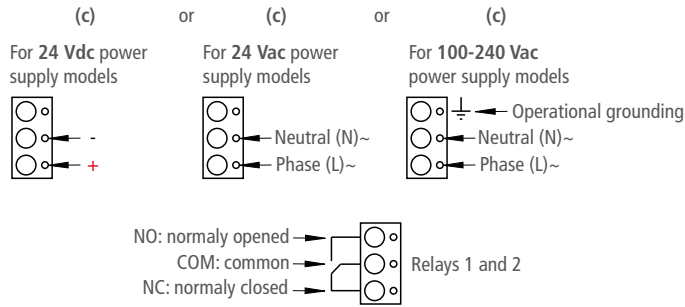 (c) or (c) or (c)
For 24 Vdc power
supply models
-
+
For 24 Vac power
supply models
Neutral (N)~
Phase (L)~
For 100-240 Vac
power supply models
Operational grounding
Neutral (N)~
Phase (L)~
NO: normaly opened
COM: common
NC: normaly closed
Relays 1 and 2